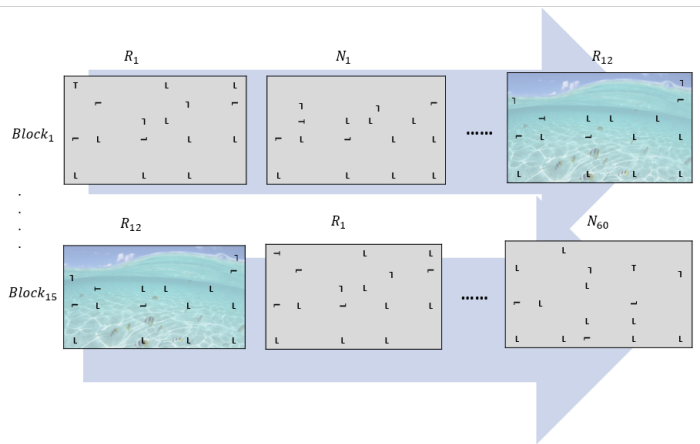 R₁ N₁ R₁₂
Block₁
......
R₁₂ R₁ N₆₀
Block₁₅
......